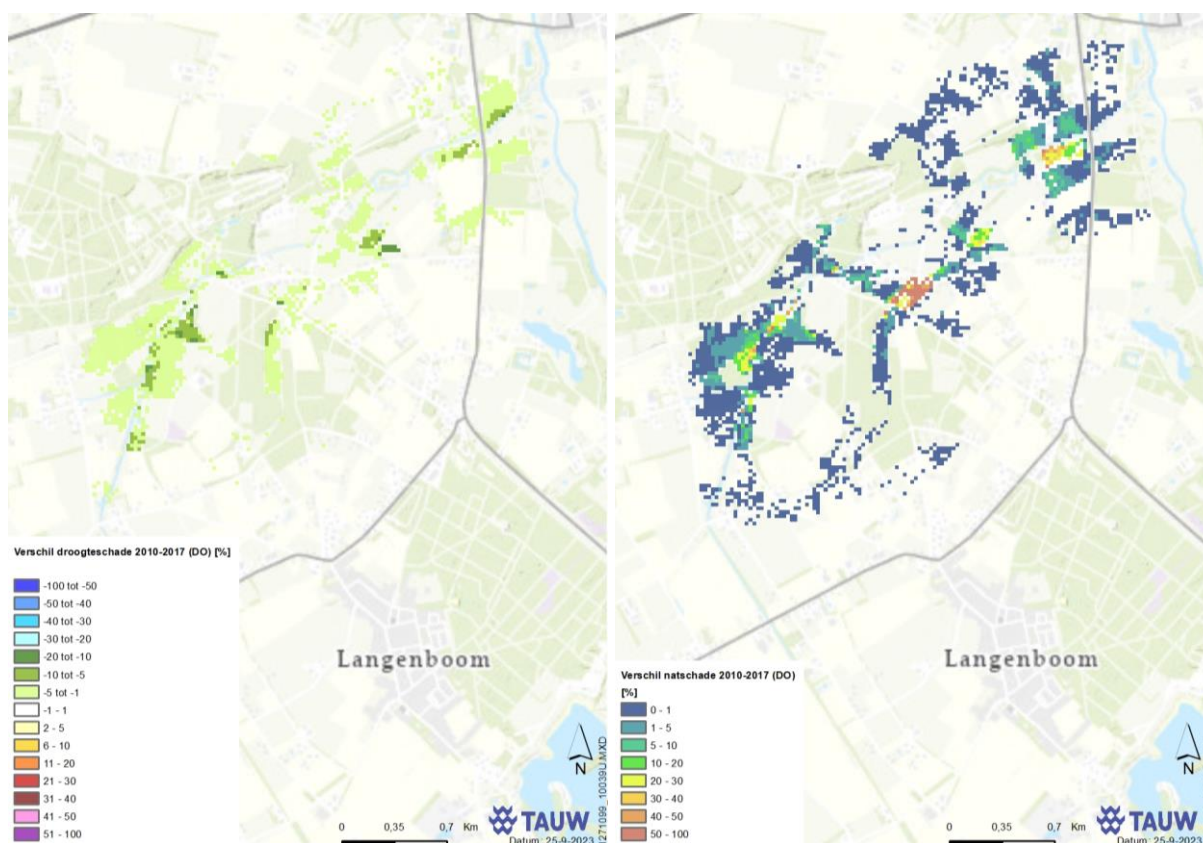 Verschil droogteschade 2010-2017 (DO) [%]
-100 tot -50
-50 tot -40
-40 tot -30
-30 tot -20
-20 tot -10
-10 tot -5
-5 tot -1
-1 - 1
2 - 5
6 - 10
11 - 20
21 - 30
31 - 40
41 - 50
51 - 100
Langenboom
N
1271099_10039U.MXD
0 0,35 0,7 Km
TAUW
Datum: 25-9-2023
Langenboom
Verschil natschade 2010-2017 (DO)
[%]
0 - 1
1 - 5
5 - 10
10 - 20
20 - 30
30 - 40
40 - 50
50 - 100
N
0 0,35 0,7 Km
TAUW
Datum: 25-9-2023